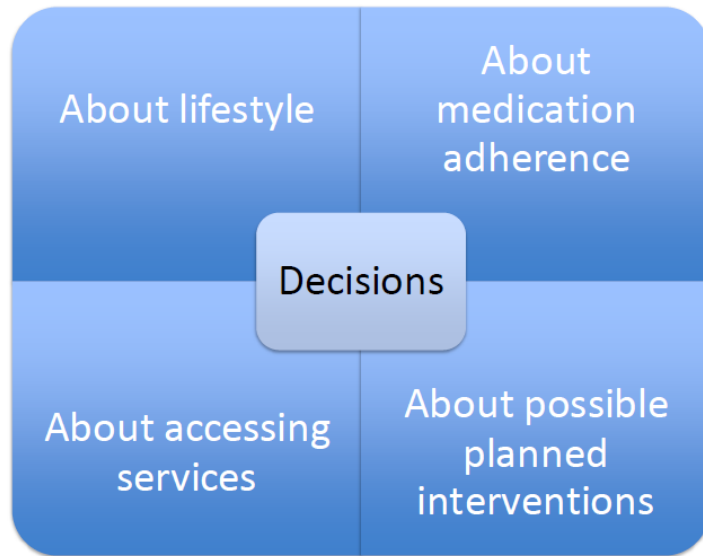 About lifestyle
About
medication
adherence
Decisions
About accessing
services
About possible
planned
interventions